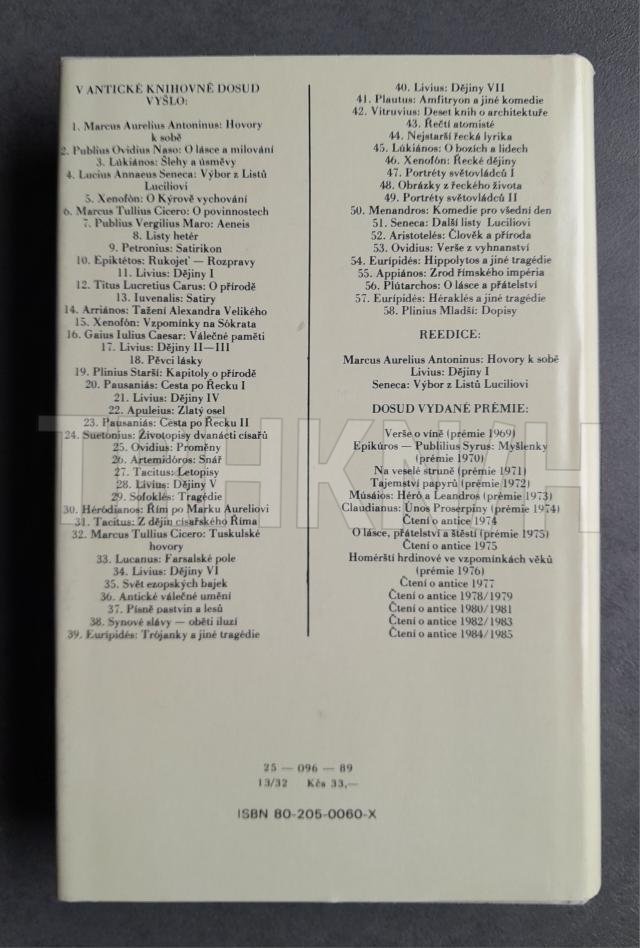 V ANTICKÉ KNIHOVNĚ DOSUD
VYŠLO:
1. Marcus Aurelius Antoninus: Hovory
k sobě
2. Publius Ovidius Naso: O lásce a milování
3. Lúkiános: Šlehy a úsměvy
4. Lucius Annaeus Seneca: Výbor z Listů
Luciliovi
5. Xenofón: O Kýrově vychování
6. Marcus Tullius Cicero: O povinnostech
7. Publius Vergilius Maro: Aeneis
8. Listy hetér
9. Petronius: Satirikon
10. Epiktétos: Rukojeť — Rozpravy
11. Livius: Dějiny I
12. Titus Lucretius Carus: O přírodě
13. Iuvenalis: Satiry
14. Arriános: Tažení Alexandra Velikého
15. Xenofón: Vzpomínky na Sókrata
16. Gaius Iulius Caesar: Válečné paměti
17. Livius: Dějiny II—III
18. Pěvci lásky
19. Plinius Starší: Kapitoly o přírodě
20. Pausaniás: Cesta po Řecku I
21. Livius: Dějiny IV
22. Apuleius: Zlatý osel
23. Pausaniás: Cesta po Řecku II
24. Suetonius: Životopisy dvanácti císařů
25. Ovidius: Proměny
26. Artemidóros: Snář
27. Tacitus: Letopisy
28. Livius: Dějiny V
29. Sofoklés: Tragédie
30. Héródianos: Řím po Marku Aureliovi
31. Tacitus: Z dějin císařského Říma
32. Marcus Tullius Cicero: Tuskulské
hovory
33. Lucanus: Farsalské pole
34. Livius: Dějiny VI
35. Svět ezopských bajek
36. Antické válečné umění
37. Písně pastvin a lesů
38. Synové slávy — oběti iluzí
39. Eurípidés: Trójanky a jiné tragédie
40. Livius: Dějiny VII
41. Plautus: Amfitryon a jiné komedie
42. Vitruvius: Deset knih o architektuře
43. Řečtí atomisté
44. Nejstarší řecká lyrika
45. Lúkiános: O bozích a lidech
46. Xenofón: Řecké dějiny
47. Portréty světovládců I
48. Obrázky z řeckého života
49. Portréty světovládců II
50. Menandros: Komedie pro všední den
51. Seneca: Další listy Luciliovi
52. Aristotelés: Člověk a příroda
53. Ovidius: Verše z vyhnanství
54. Eurípidés: Hippolytos a jiné tragédie
55. Appiános: Zrod římského impéria
56. Plútarchos: O lásce a přátelství
57. Eurípidés: Héraklés a jiné tragédie
58. Plinius Mladší: Dopisy
REEDICE:
Marcus Aurelius Antoninus: Hovory k sobě
Livius: Dějiny I
Seneca: Výbor z Listů Luciliovi
DOSUD VYDANÉ PRÉMIE:
Verše o víně (prémie 1969)
Epikúros — Publilius Syrus: Myšlenky
(prémie 1970)
Na veselé struně (prémie 1971)
Tajemství papyrů (prémie 1972)
Músáios: Héró a Leandros (prémie 1973)
Claudianus: Únos Proserpiny (prémie 1974)
Čtení o antice 1974
O lásce, přátelství a štěstí (prémie 1975)
Čtení o antice 1975
Homérští hrdinové ve vzpomínkách věků
(prémie 1976)
Čtení o antice 1977
Čtení o antice 1978/1979
Čtení o antice 1980/1981
Čtení o antice 1982/1983
Čtení o antice 1984/1985
25 — 096 — 89
13/32 Kčs 33,—
ISBN 80-205-0060-X